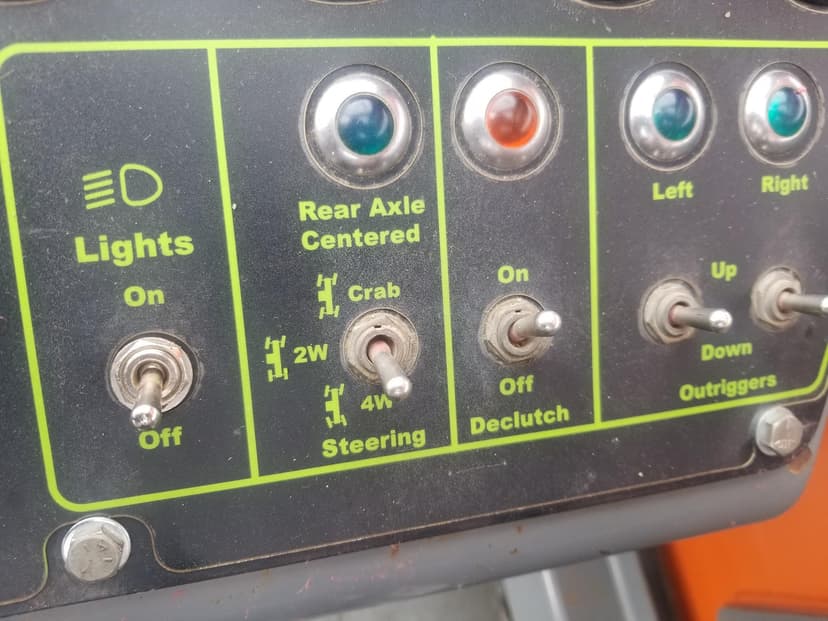 Lights
On
Off
Rear Axle
Centered
Crab
2W
4W
Steering
On
Off
Declutch
Left
Right
Up
Down
Outriggers